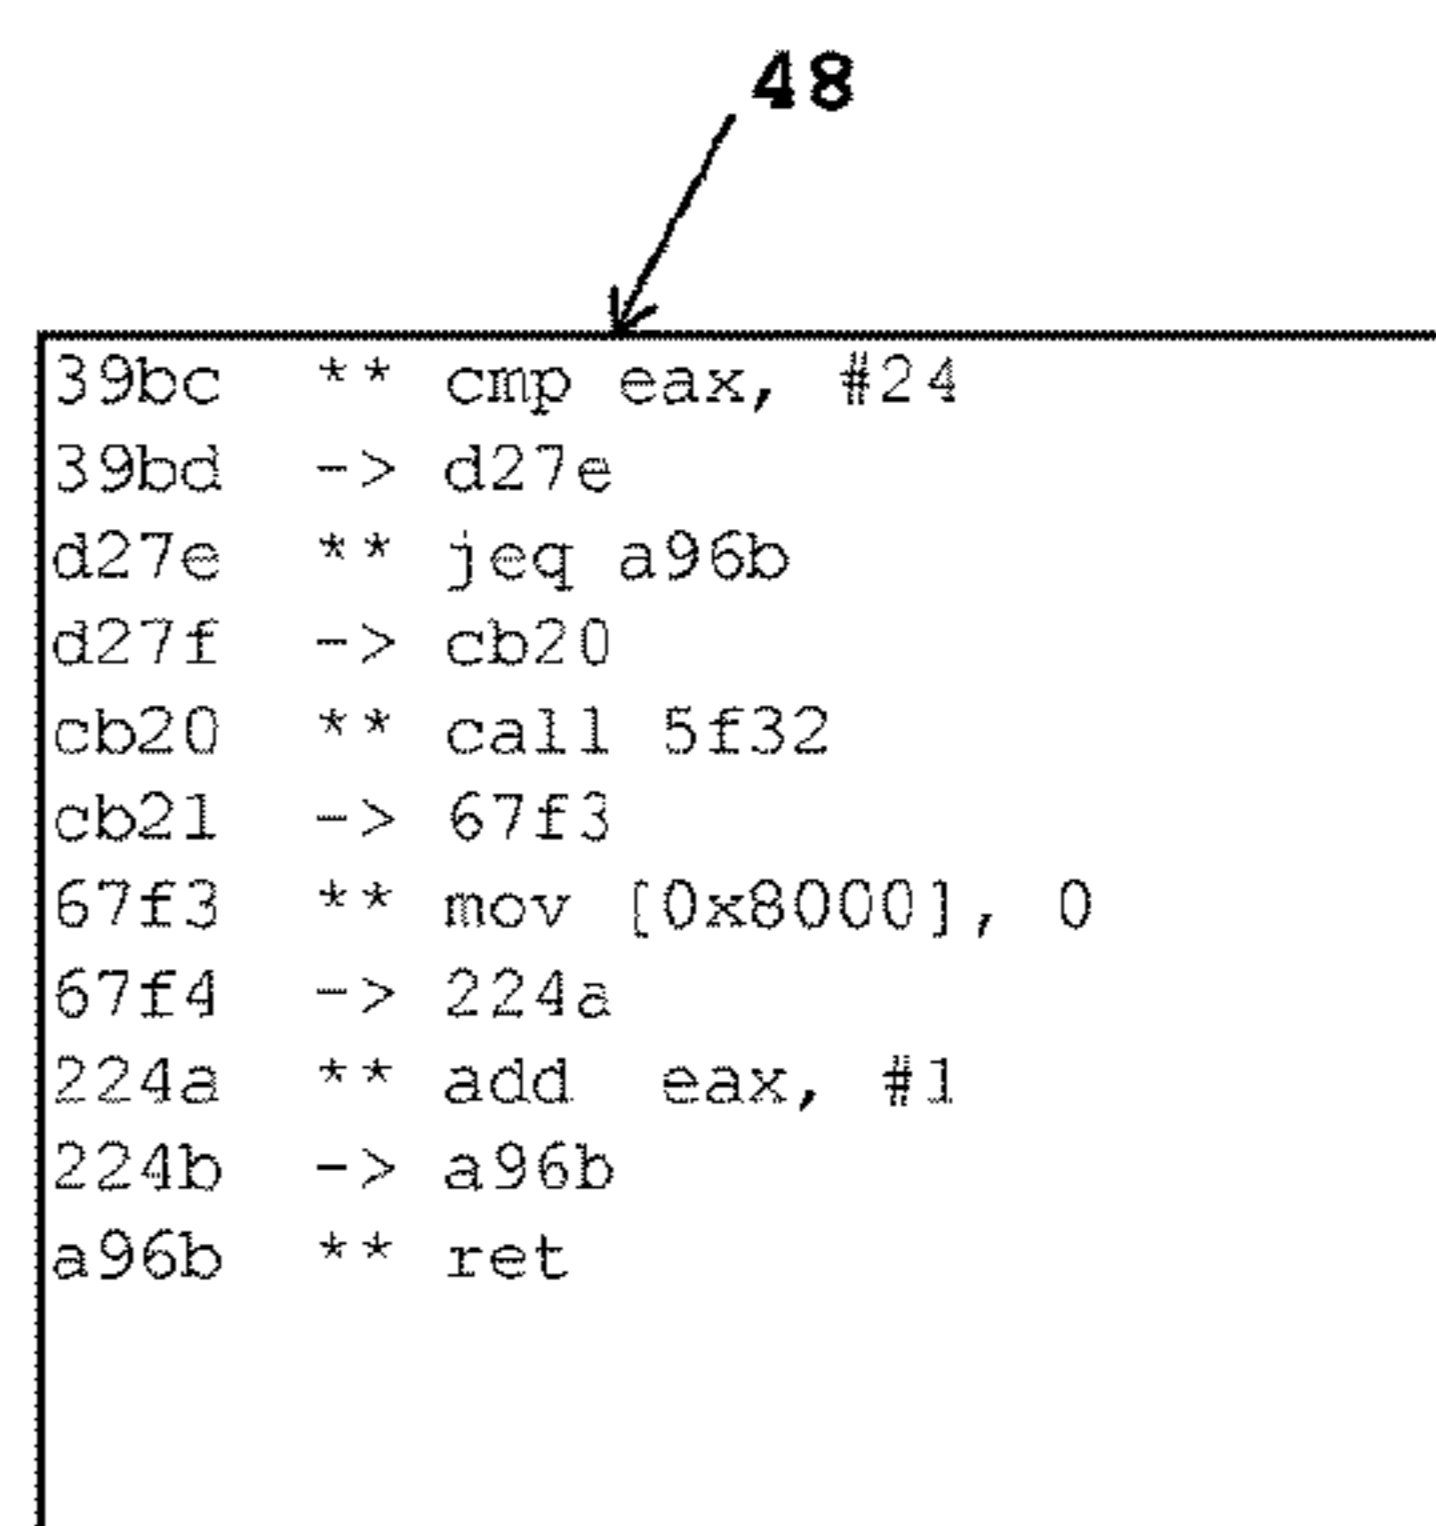 48
39bc  ** cmp eax, #24
39bd  -> d27e
d27e  ** jeq a96b
d27f  -> cb20
cb20  ** call 5f32
cb21  -> 67f3
67f3  ** mov [0x8000], 0
67f4  -> 224a
224a  ** add  eax, #1
224b  -> a96b
a96b  ** ret